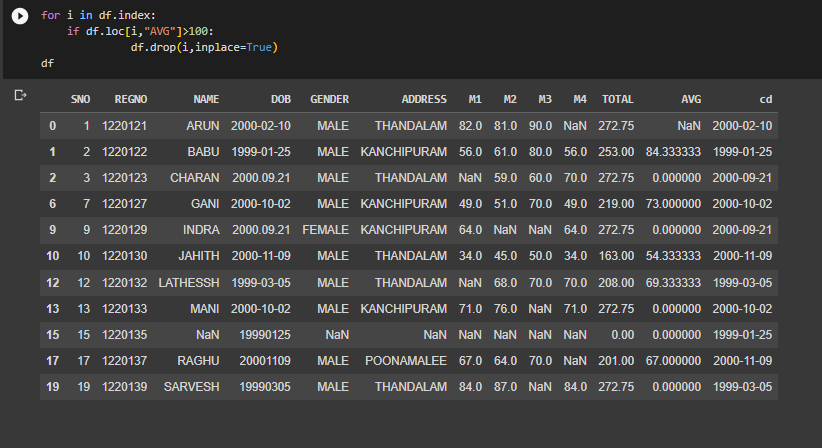 for i in df.index:
if df.loc[i,"AVG"]>100:
df.drop(i,inplace=True)
df
SNO REGNO NAME DOB GENDER ADDRESS M1 M2 M3 M4 TOTAL AVG cd
0 1 1220121 ARUN 2000-02-10 MALE THANDALAM 82.0 81.0 90.0 NaN 272.75 NaN 2000-02-10
1 2 1220122 BABU 1999-01-25 MALE KANCHIPURAM 56.0 61.0 80.0 56.0 253.00 84.333333 1999-01-25
2 3 1220123 CHARAN 2000.09.21 MALE THANDALAM NaN 59.0 60.0 70.0 272.75 0.000000 2000-09-21
6 7 1220127 GANI 2000-10-02 MALE KANCHIPURAM 49.0 51.0 70.0 49.0 219.00 73.000000 2000-10-02
9 9 1220129 INDRA 2000.09.21 FEMALE KANCHIPURAM 64.0 NaN NaN 64.0 272.75 0.000000 2000-09-21
10 10 1220130 JAHITH 2000-11-09 MALE THANDALAM 34.0 45.0 50.0 34.0 163.00 54.333333 2000-11-09
12 12 1220132 LATHESSH 1999-03-05 MALE THANDALAM NaN 68.0 70.0 70.0 208.00 69.333333 1999-03-05
13 13 1220133 MANI 2000-10-02 MALE KANCHIPURAM 71.0 76.0 NaN 71.0 272.75 0.000000 2000-10-02
15 15 1220135 NaN 19990125 NaN NaN NaN NaN NaN NaN 0.00 0.000000 1999-01-25
17 17 1220137 RAGHU 20001109 MALE POONAMALEE 67.0 64.0 70.0 NaN 201.00 67.000000 2000-11-09
19 19 1220139 SARVESH 19990305 MALE THANDALAM 84.0 87.0 NaN 84.0 272.75 0.000000 1999-03-05